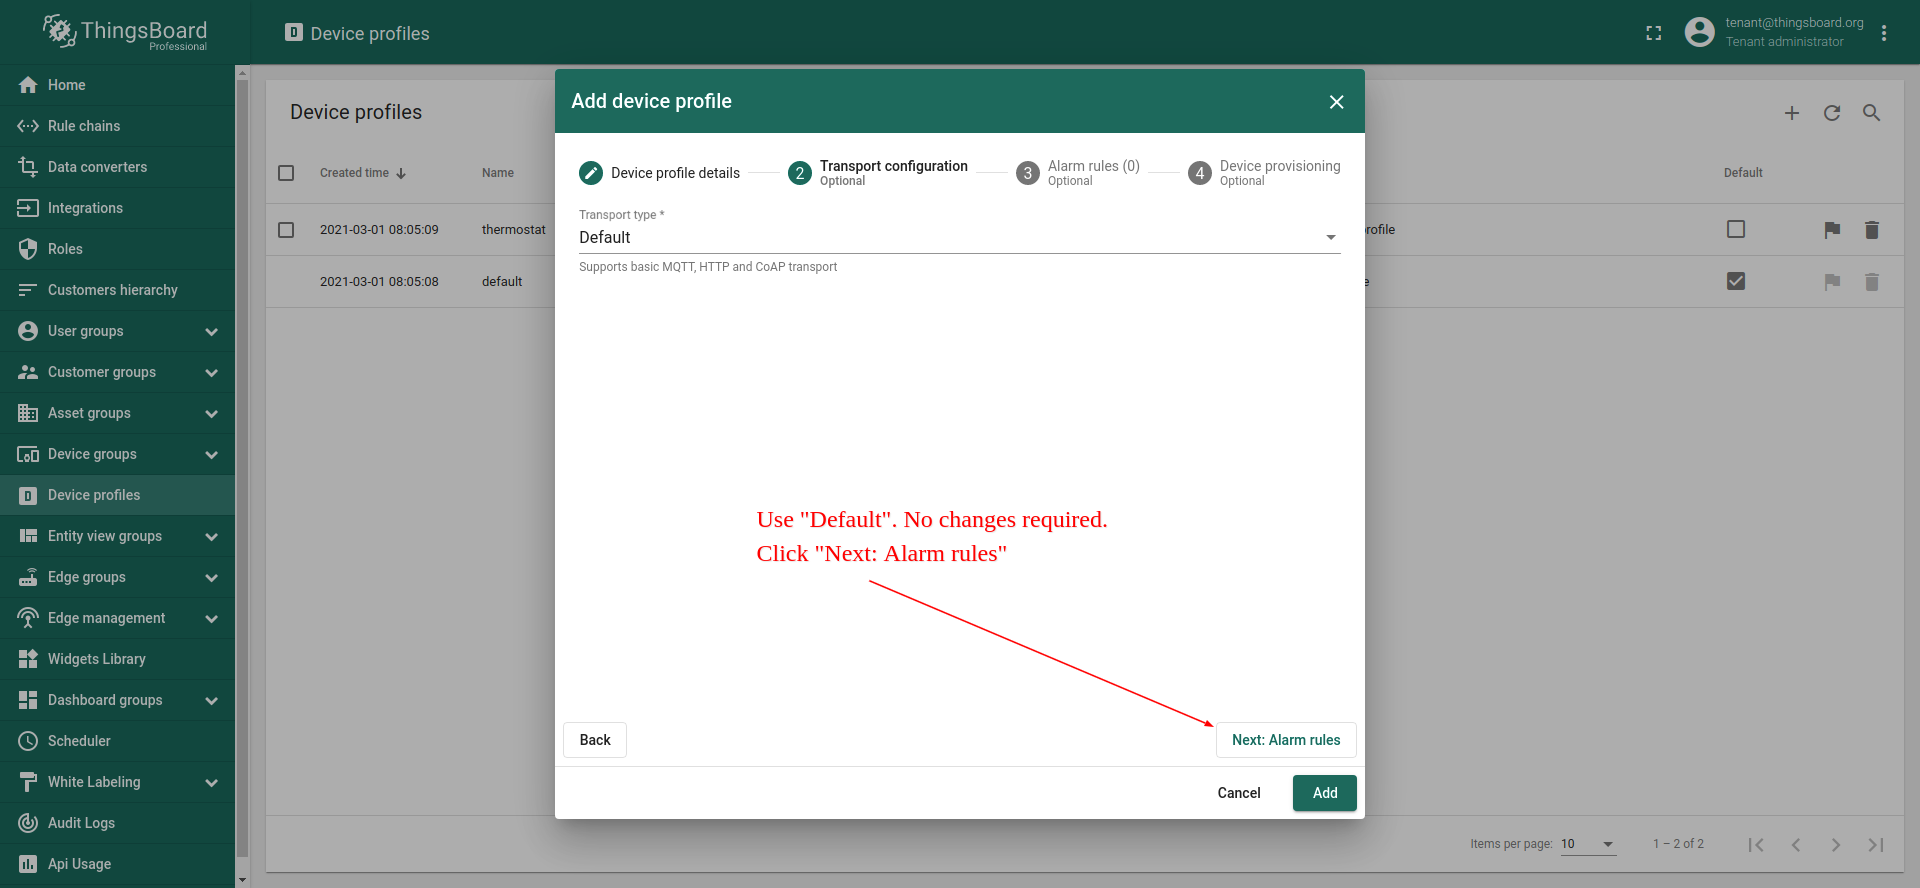 ThingsBoard
Professional
Device profiles
tenant@thingsboard.org
Tenant administrator
Home
Rule chains
Data converters
Integrations
Roles
Customers hierarchy
User groups
Customer groups
Asset groups
Device groups
Device profiles
Entity view groups
Edge groups
Edge management
Widgets Library
Dashboard groups
Scheduler
White Labeling
Audit Logs
Api Usage
Device profiles
Created time
Name
Default
2021-03-01 08:05:09
thermostat
rofile
2021-03-01 08:05:08
default
e
Items per page:
10
1 – 2 of 2
Add device profile
Device profile details
2
Transport configuration
Optional
3
Alarm rules (0)
Optional
4
Device provisioning
Optional
Transport type *
Default
Supports basic MQTT, HTTP and CoAP transport
Use "Default". No changes required.
Click "Next: Alarm rules"
Back
Next: Alarm rules
Cancel
Add